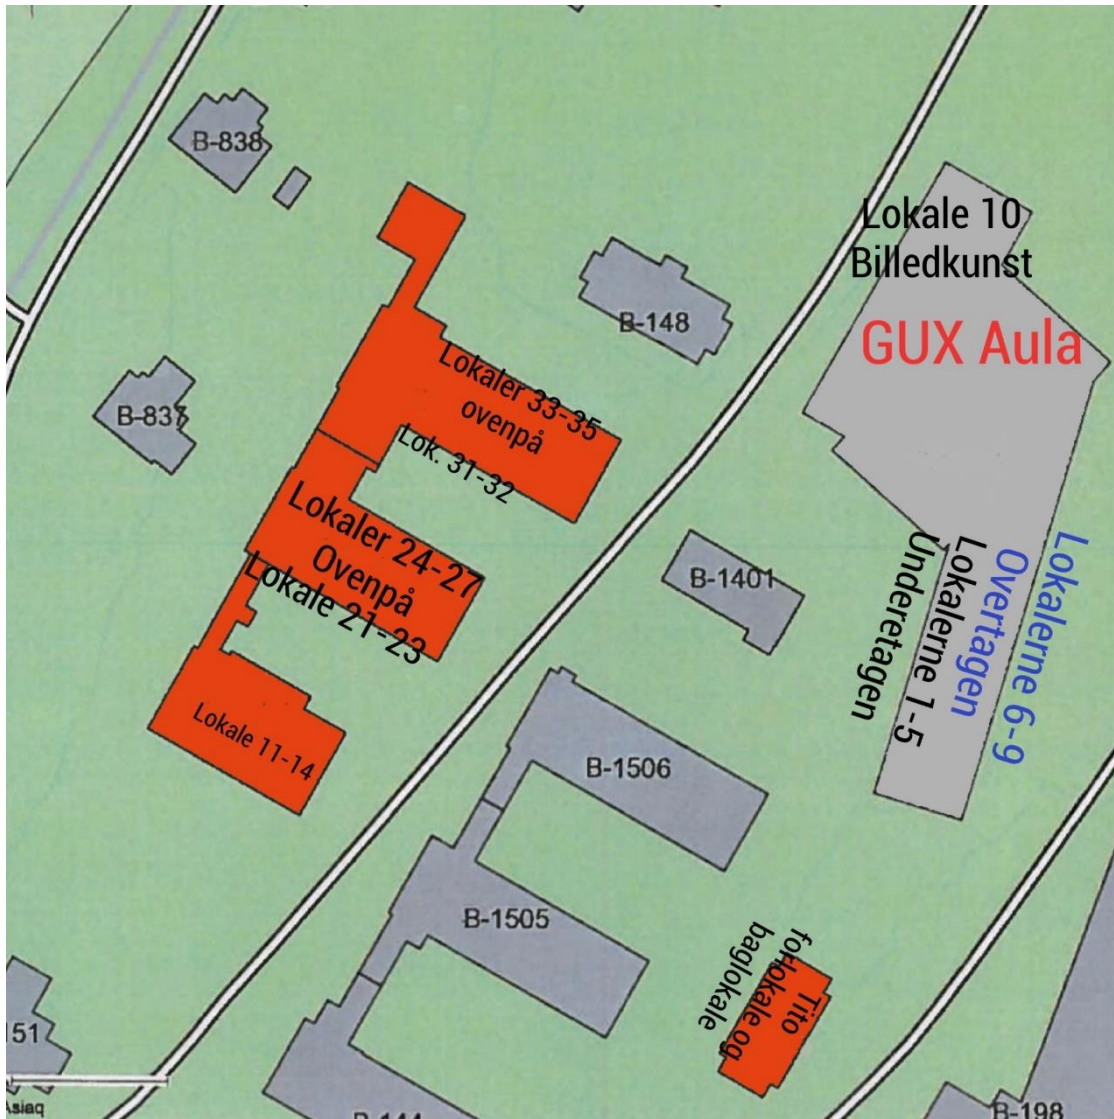 B-838
Lokale 10
Billedkunst
GUX Aula
B-148
Lokaler 33-35
ovenpå
Lok. 31-32
B-837
Lokaler 24-27
Ovenpå
Lokale 21-23
B-1401
Lokalerne 6-9
Overtagen
Lokalerne 1-5
Underetagen
Lokale 11-14
B-1506
B-1505
Tito
forlokale og
baglokale
151
Asiaq
B-144
B-198